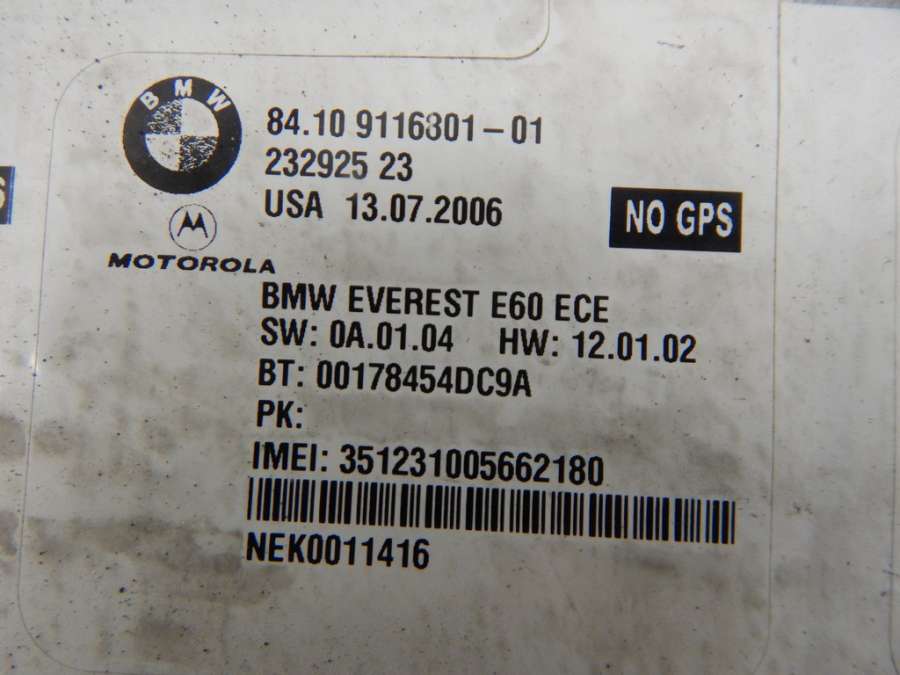 BMW
84.10 9116801-01
232925 23
USA 13.07.2006
NO GPS
M
MOTOROLA
BMW EVEREST E60 ECE
SW: 0A.01.04 HW: 12.01.02
BT: 00178454DC9A
PK:
IMEI: 351231005662180
NEK0011416